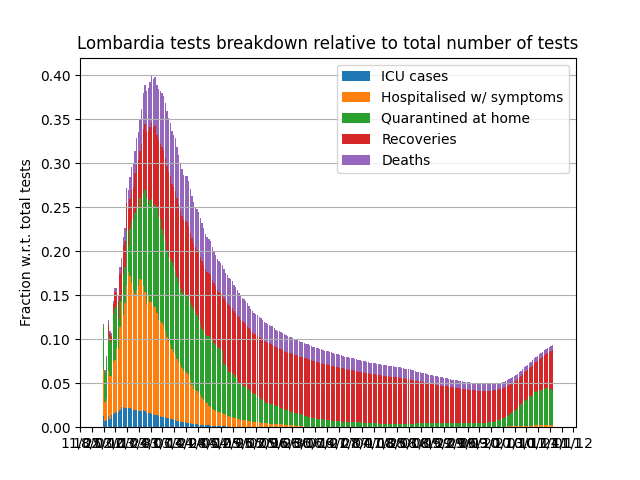 Lombardia tests breakdown relative to total number of tests
ICU cases
Hospitalised w/ symptoms
Quarantined at home
Recoveries
Deaths
Fraction w.r.t. total tests
0.40
0.35
0.30
0.25
0.20
0.15
0.10
0.05
0.00